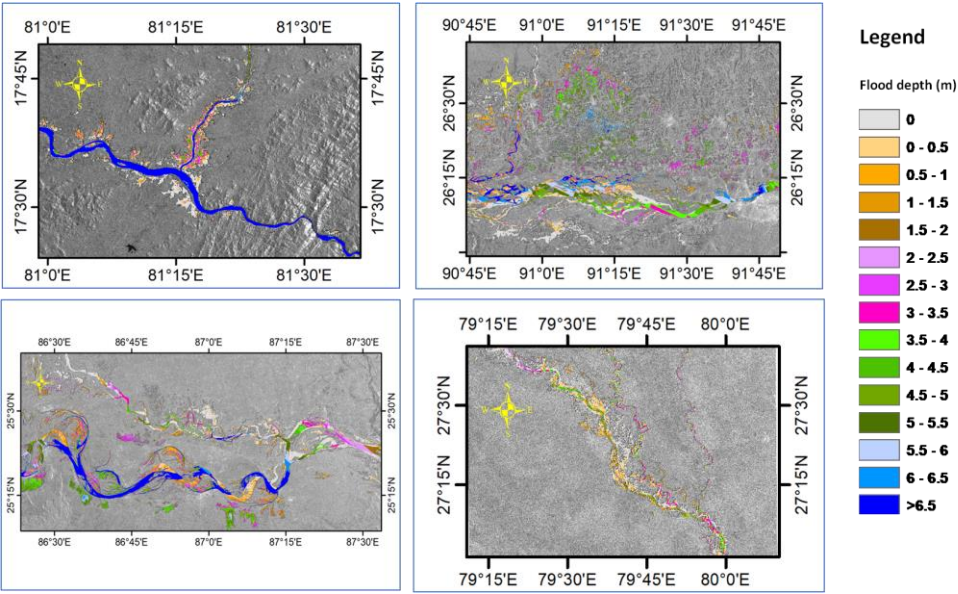 81°0'E 81°15'E 81°30'E
17°45'N 17°45'N
17°30'N 17°30'N
N
W E
S
81°0'E 81°15'E 81°30'E
90°45'E 91°0'E 91°15'E 91°30'E 91°45'E
26°30'N 26°30'N
26°15'N 26°15'N
N
W E
S
90°45'E 91°0'E 91°15'E 91°30'E 91°45'E
86°30'E 86°45'E 87°0'E 87°15'E 87°30'E
25°30'N 25°30'N
25°15'N 25°15'N
86°30'E 86°45'E 87°0'E 87°15'E 87°30'E
79°15'E 79°30'E 79°45'E 80°0'E
27°30'N 27°30'N
27°15'N 27°15'N
N
W E
S
79°15'E 79°30'E 79°45'E 80°0'E
Legend
Flood depth (m)
0
0 - 0.5
0.5 - 1
1 - 1.5
1.5 - 2
2 - 2.5
2.5 - 3
3 - 3.5
3.5 - 4
4 - 4.5
4.5 - 5
5 - 5.5
5.5 - 6
6 - 6.5
>6.5